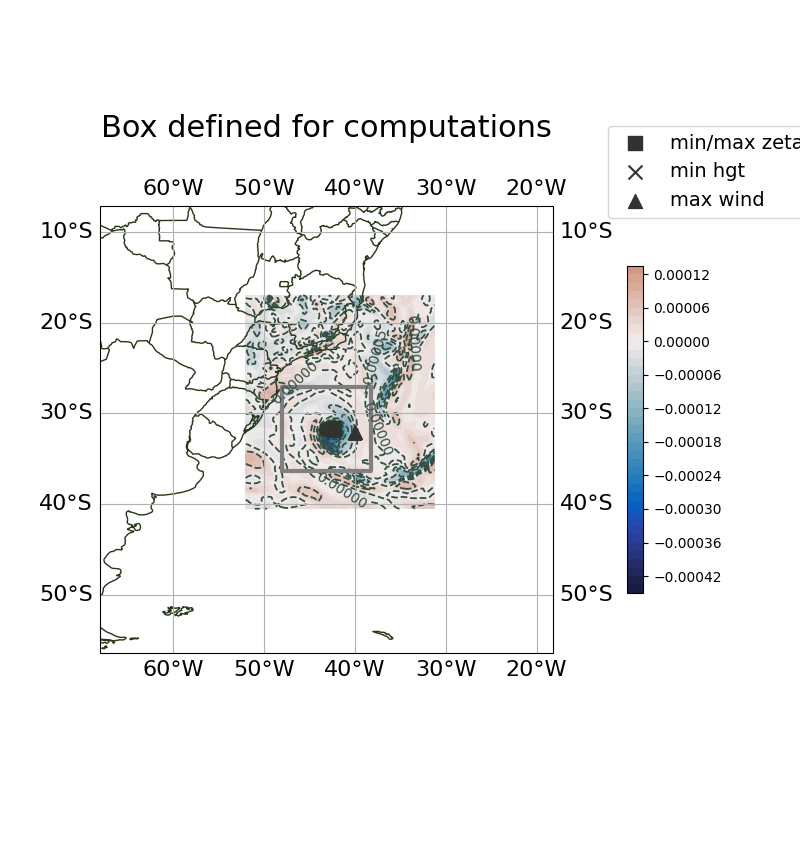 Box defined for computations
min/max zeta
min hgt
max wind
60°W 50°W 40°W 30°W 20°W
10°S 10°S
20°S 20°S
30°S 30°S
40°S 40°S
50°S 50°S
60°W 50°W 40°W 30°W 20°W
0.00012
0.00006
0.00000
−0.00006
−0.00012
−0.00018
−0.00024
−0.00030
−0.00036
−0.00042